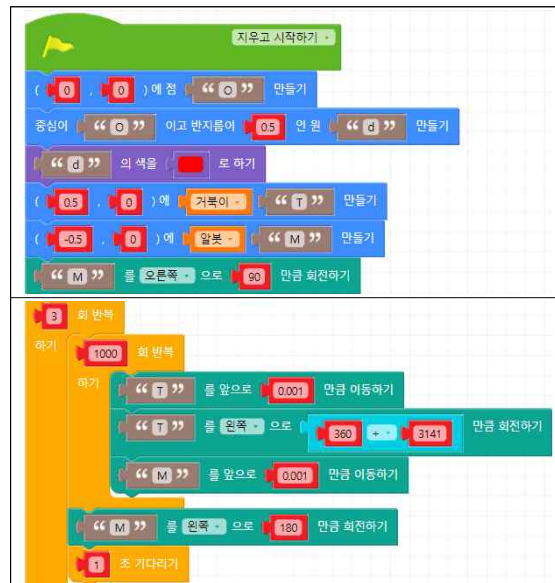 지우고 시작하기
( 0 , 0 ) 에 점 “ O ” 만들기
중심이 “ O ” 이고 반지름이 0.5 인 원 “ d ” 만들기
“ d ” 의 색을 로 하기
( 0.5 , 0 ) 에 거북이 “ T ” 만들기
( -0.5 , 0 ) 에 알봇 “ M ” 만들기
“ M ” 를 오른쪽 으로 90 만큼 회전하기
3 회 반복
하기 1000 회 반복
하기 “ T ” 를 앞으로 0.001 만큼 이동하기
“ T ” 를 왼쪽 으로 360 ÷ 3141 만큼 회전하기
“ M ” 를 앞으로 0.001 만큼 이동하기
“ M ” 를 왼쪽 으로 180 만큼 회전하기
1 초 기다리기